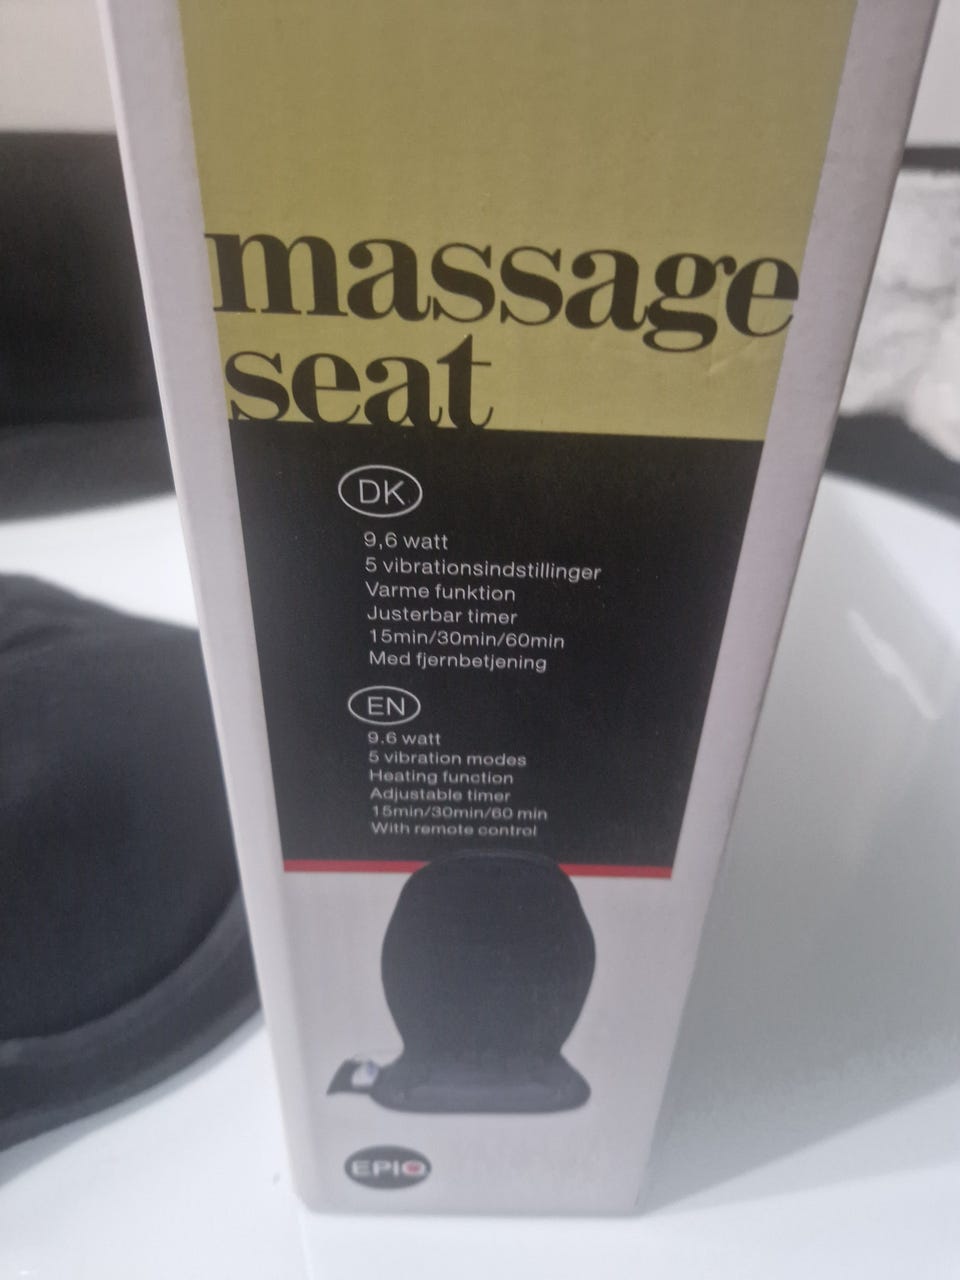 massage
seat
DK
9,6 watt
5 vibrationsindstillinger
Varme funktion
Justerbar timer
15min/30min/60min
Med fjernbetjening
EN
9.6 watt
5 vibration modes
Heating function
Adjustable timer
15min/30min/60 min
With remote control
EPIQ